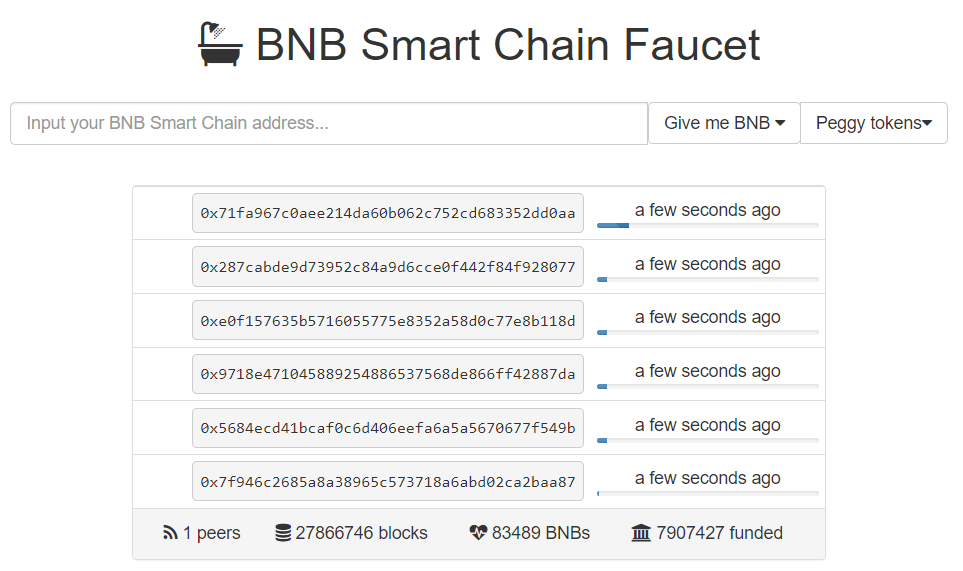 BNB Smart Chain Faucet
Input your BNB Smart Chain address... Give me BNB Peggy tokens
0x71fa967c0aee214da60b062c752cd683352dd0aa a few seconds ago
0x287cabde9d73952c84a9d6cce0f442f84f928077 a few seconds ago
0xe0f157635b5716055775e8352a58d0c77e8b118d a few seconds ago
0x9718e471045889254886537568de866ff42887da a few seconds ago
0x5684ecd41bcaf0c6d406eefa6a5a5670677f549b a few seconds ago
0x7f946c2685a8a38965c573718a6abd02ca2baa87 a few seconds ago
1 peers 27866746 blocks 83489 BNBs 7907427 funded